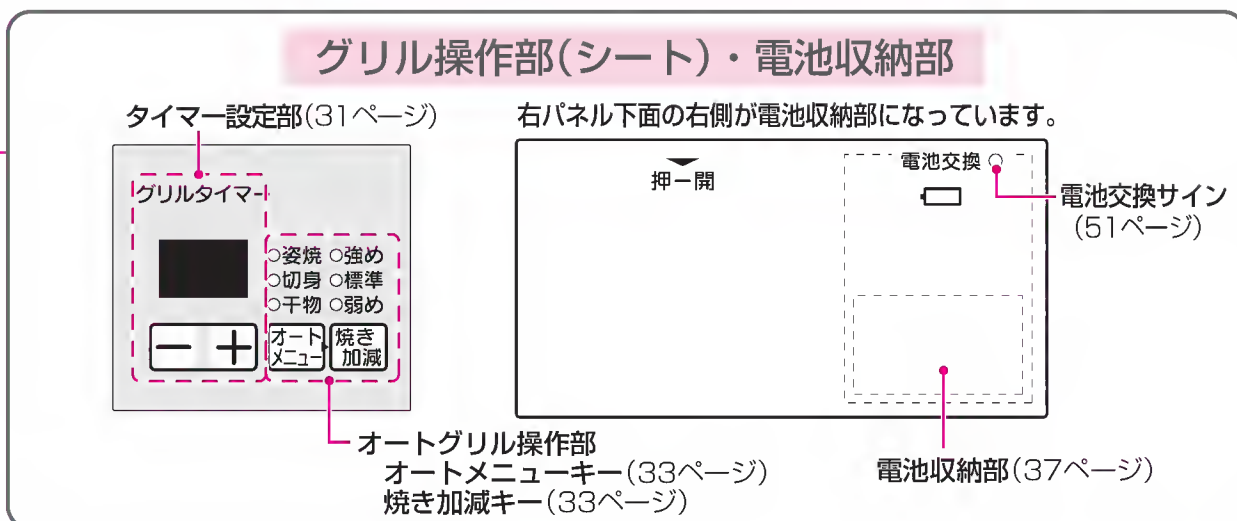 グリル操作部(シート)・電池収納部
タイマー設定部(31ページ)
グリルタイマー
○姿焼 ○強め
○切身 ○標準
○干物 ○弱め
− +
オート
メニュー
焼き
加減
オートグリル操作部
オートメニューキー(33ページ)
焼き加減キー(33ページ)
右パネル下面の右側が電池収納部になっています。
押ー開
電池交換 ○
電池交換サイン
(51ページ)
電池収納部(37ページ)